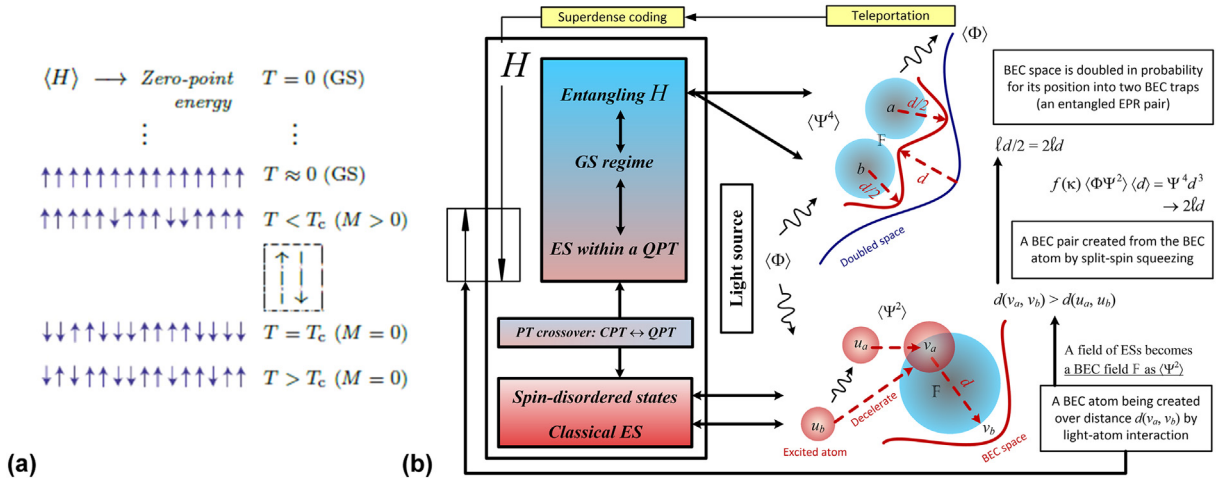 ⟨H⟩ → Zero-point energy T = 0 (GS)
⋮ ⋮
↑↑↑↑↑↑↑↑↑↑↑↑↑↑↑↑ T ≈ 0 (GS)
↑↑↑↑↑↓↑↑↑↓↓↑↑↑↑ T < Tc (M > 0)
T = Tc (M = 0)
T > Tc (M = 0)
(a)
Superdense coding
Teleportation
H
Entangling H
GS regime
ES within a QPT
PT crossover: CPT ↔ QPT
Spin-disordered states
Classical ES
Light source
⟨Φ⟩
⟨Ψ⁴⟩
a
d/2
F
b
d/2
d
Doubled space
⟨Φ⟩
⟨Ψ²⟩
uₐ
vₐ
F
d
v_b
u_b
Decelerate
Excited atom
BEC space
BEC space is doubled in probability
for its position into two BEC traps
(an entangled EPR pair)
ℓd/2 = 2ℓd
f(κ) ⟨ΦΨ²⟩ ⟨d⟩ = Ψ⁴d³
→ 2ℓd
A BEC pair created from the BEC
atom by split-spin squeezing
d(vₐ, v_b) > d(uₐ, u_b)
A field of ESs becomes
a BEC field F as ⟨Ψ²⟩
A BEC atom being created
over distance d(vₐ, v_b) by
light-atom interaction
(b)